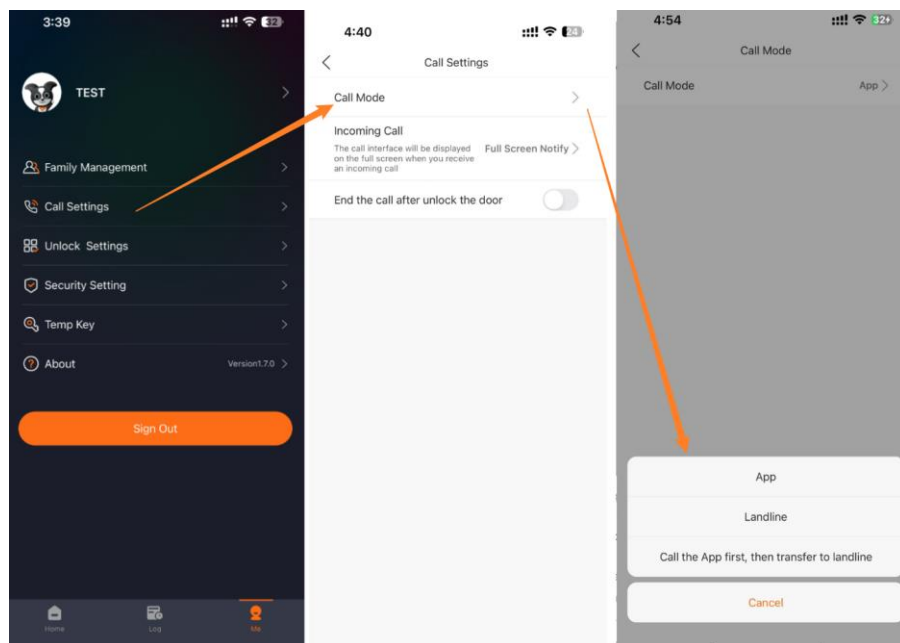 3:39
32
TEST
Family Management
Call Settings
Unlock Settings
Security Setting
Temp Key
About
Version1.7.0
Sign Out
Home
Log
Me
4:40
24
Call Settings
Call Mode
Incoming Call
The call interface will be displayed
on the full screen when you receive
an incoming call
Full Screen Notify
End the call after unlock the door
4:54
32
Call Mode
Call Mode
App
App
Landline
Call the App first, then transfer to landline
Cancel